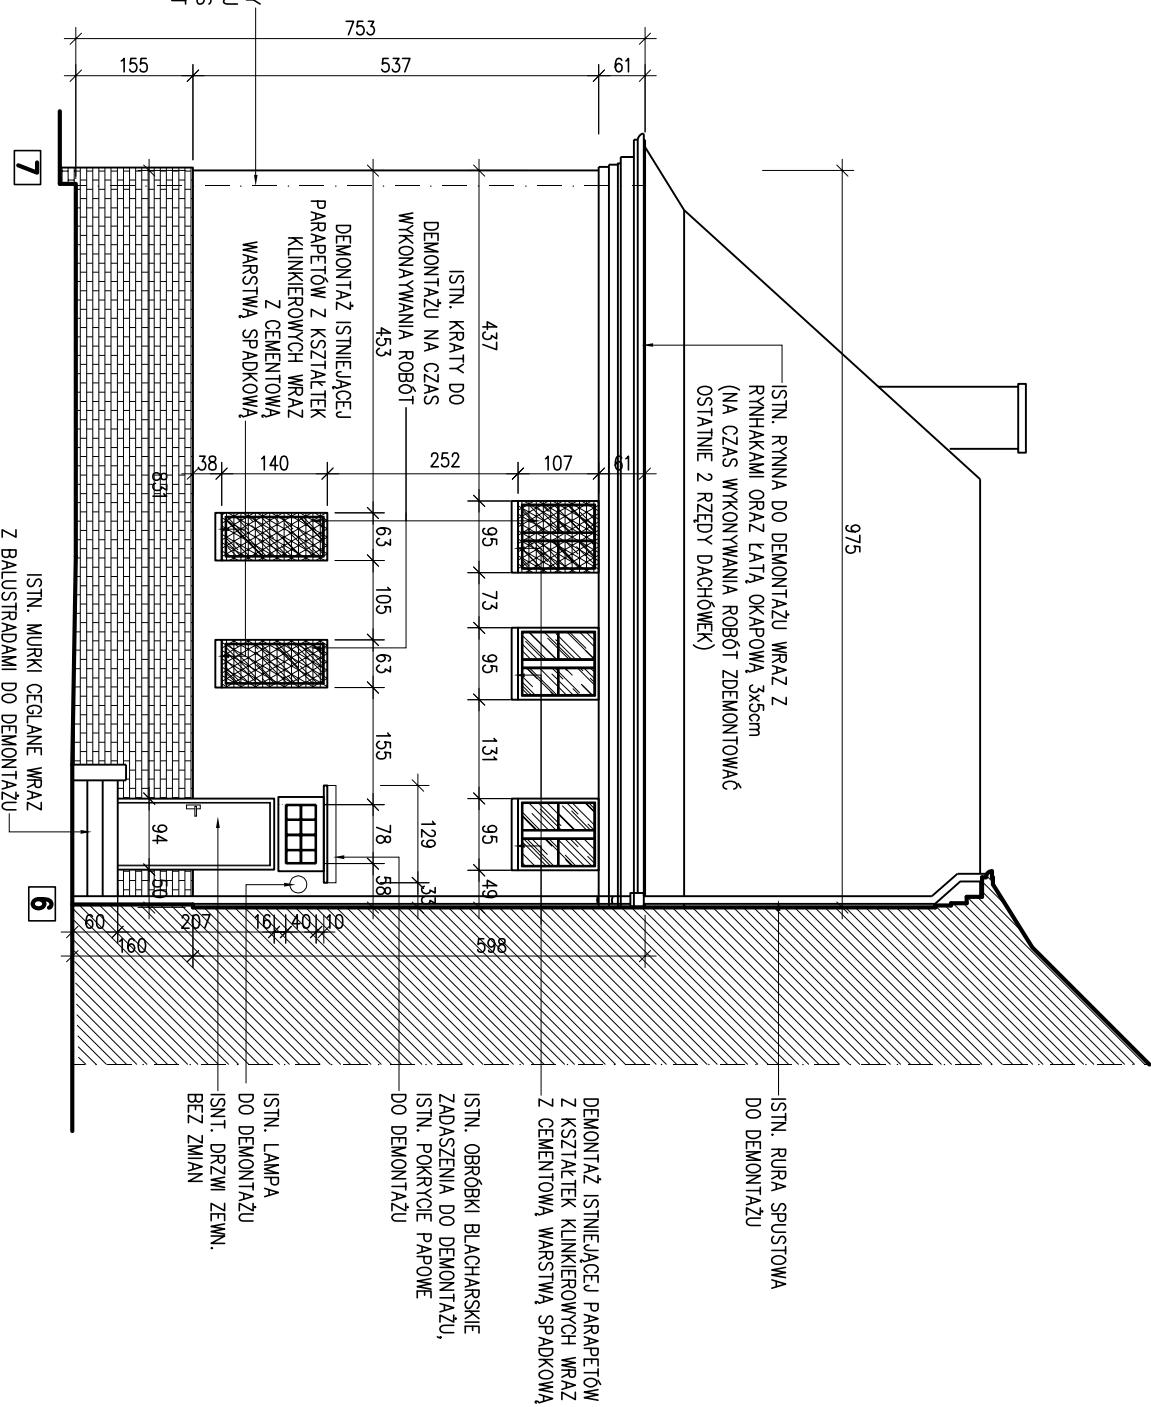 753
155
537
61
975
ISTN. RYNNA DO DEMONTAŻU WRAZ Z
RYNHAKAMI ORAZ ŁATĄ OKAPOWĄ 3x5cm
(NA CZAS WYKONYWANIA ROBÓT ZDEMONTOWAĆ
OSTATNIE 2 RZĘDY DACHÓWEK)
437
453
831
ISTN. KRATY DO
DEMONTAŻU NA CZAS
WYKONAYWANIA ROBÓT
DEMONTAŻ ISTNIEJĄCEJ
PARAPETÓW Z KSZTAŁTEK
KLINKIEROWYCH WRAZ
Z CEMENTOWĄ
WARSTWĄ SPADKOWĄ
38
140
252
107
61
95
73
95
131
95
49
63
105
63
155
78
58
129
33
94
50
60
207
16
40
10
160
598
ISTN. MURKI CEGLANE WRAZ
Z BALUSTRADAMI DO DEMONTAŻU
ISTN. RURA SPUSTOWA
DO DEMONTAŻU
DEMONTAŻ ISTNIEJĄCEJ PARAPETÓW
Z KSZTAŁTEK KLINKIEROWYCH WRAZ
Z CEMENTOWĄ WARSTWĄ SPADKOWĄ
ISTN. OBRÓBKI BLACHARSKIE
ZADASZENIA DO DEMONTAŻU,
ISTN. POKRYCIE PAPOWE
DO DEMONTAŻU
ISTN. LAMPA
DO DEMONTAŻU
ISNT. DRZWI ZEWN.
BEZ ZMIAN
7
6